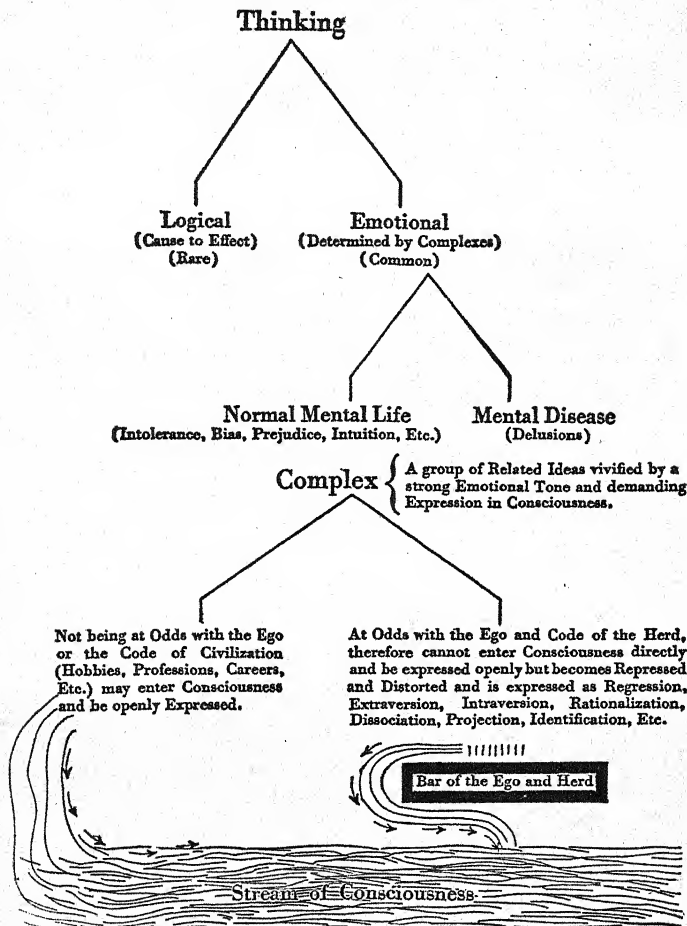 Thinking
Logical
(Cause to Effect)
(Rare)
Emotional
(Determined by Complexes)
(Common)
Normal Mental Life
(Intolerance, Bias, Prejudice, Intuition, Etc.)
Mental Disease
(Delusions)
Complex
A group of Related Ideas vivified by a
strong Emotional Tone and demanding
Expression in Consciousness.
Not being at Odds with the Ego
or the Code of Civilization
(Hobbies, Professions, Careers,
Etc.) may enter Consciousness
and be openly Expressed.
At Odds with the Ego and Code of the Herd,
therefore cannot enter Consciousness directly
and be expressed openly but becomes Repressed
and Distorted and is expressed as Regression,
Extraversion, Intraversion, Rationalization,
Dissociation, Projection, Identification, Etc.
Bar of the Ego and Herd
Stream of Consciousness